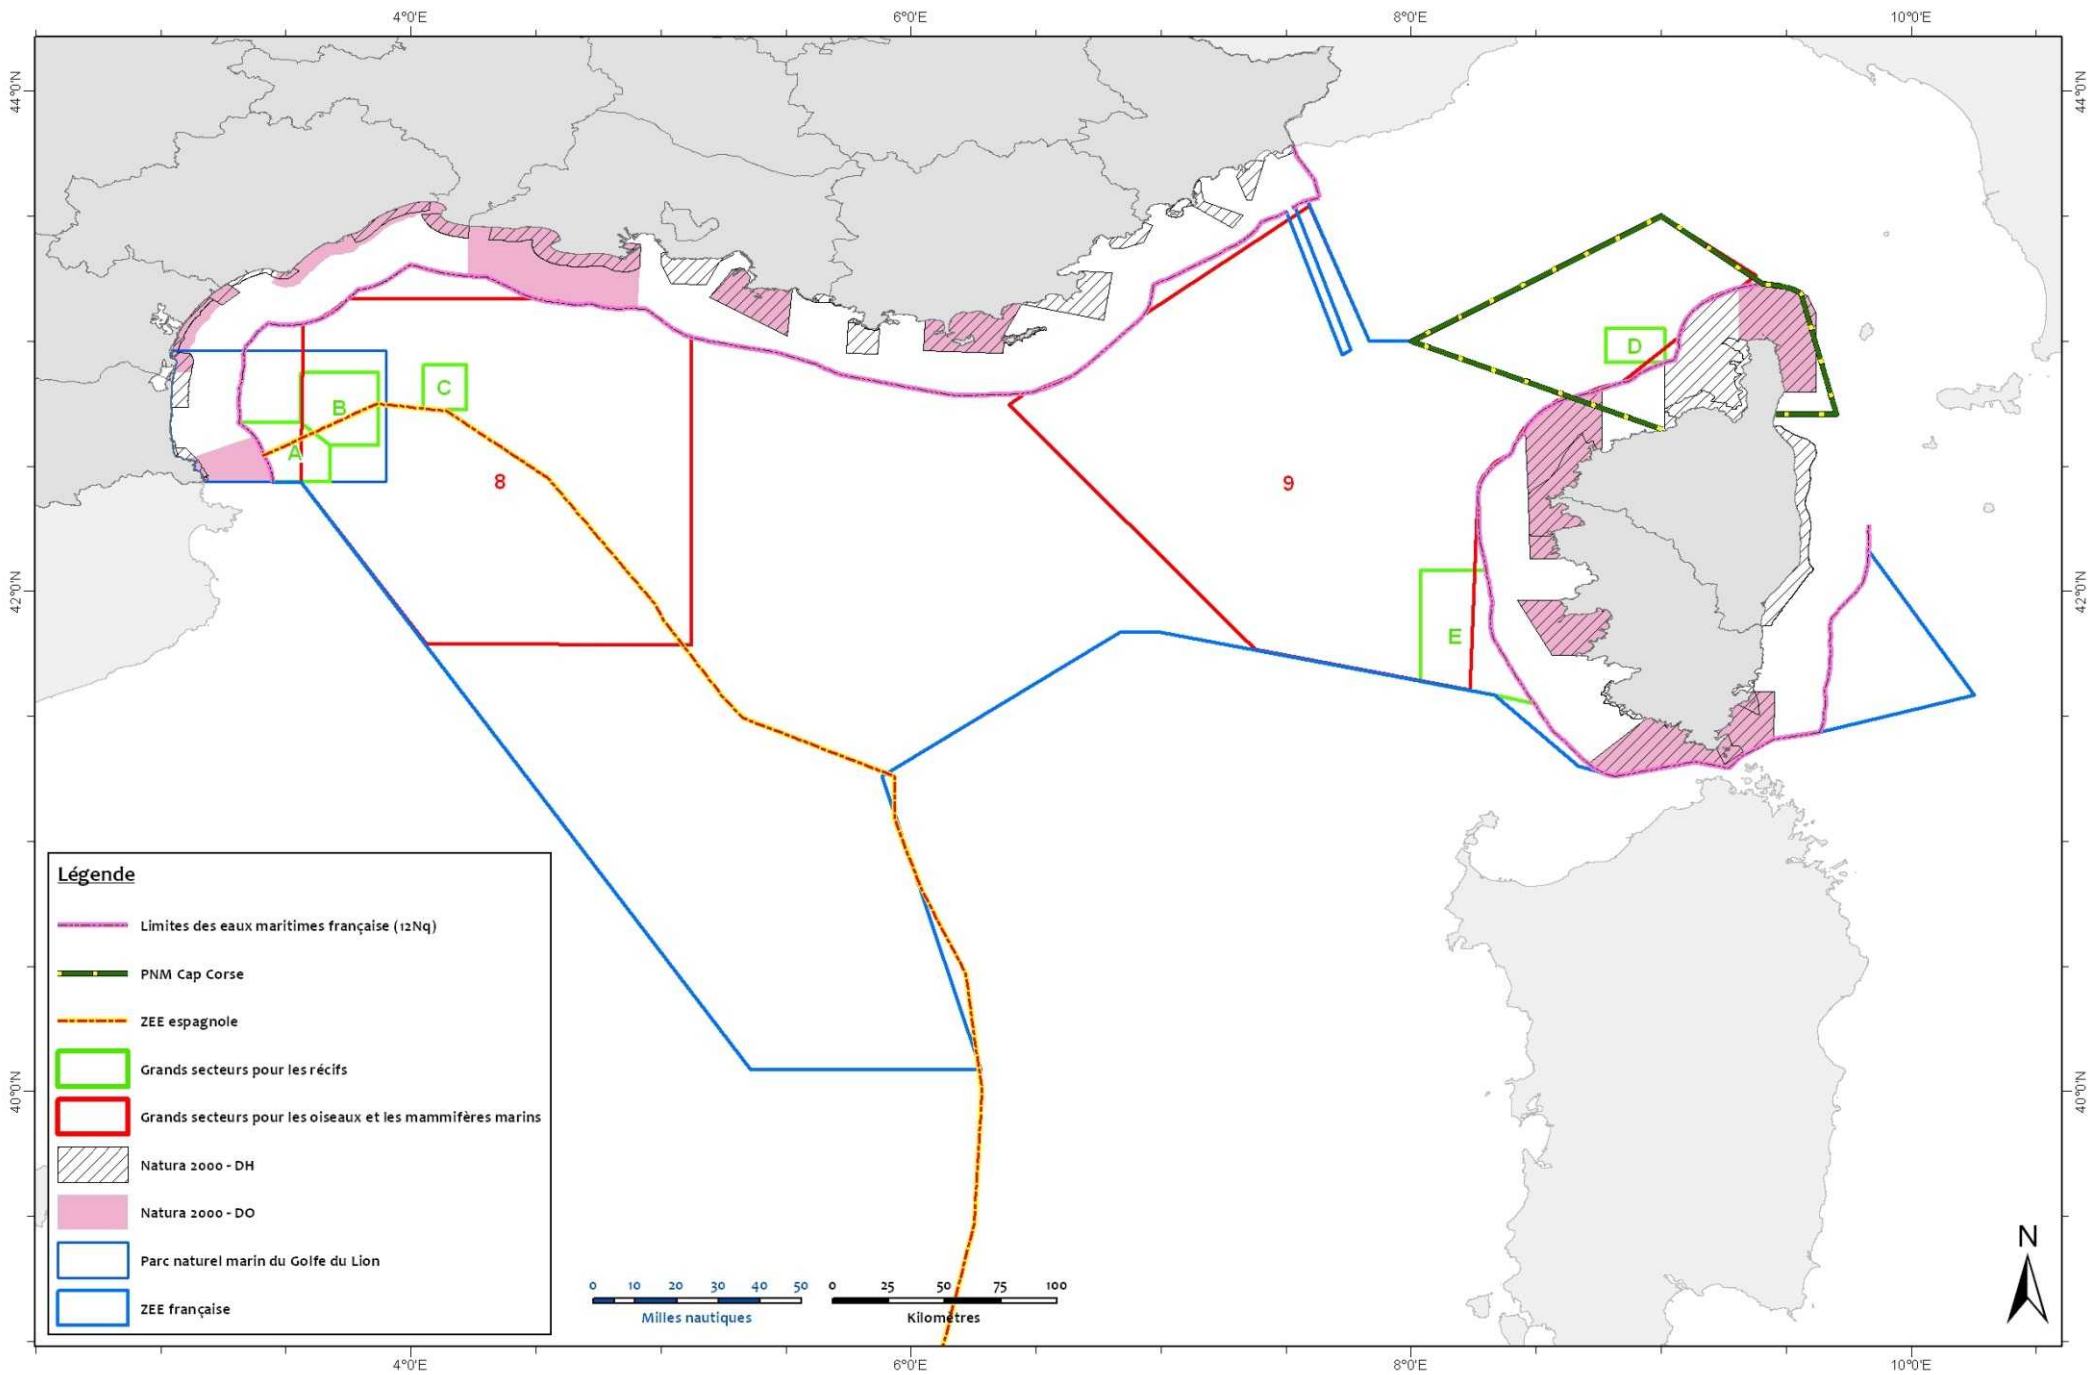 4°0'E 6°0'E 8°0'E 10°0'E
44°0'N 44°0'N
D
C
B
A
8 9
42°0'N 42°0'N
E
Légende
Limites des eaux maritimes française (12Nq)
PNM Cap Corse
ZEE espagnole
Grands secteurs pour les récifs
Grands secteurs pour les oiseaux et les mammifères marins
Natura 2000 - DH
Natura 2000 - DO
Parc naturel marin du Golfe du Lion
ZEE française
40°0'N 40°0'N
N
0 10 20 30 40 50
Milles nautiques
0 25 50 75 100
Kilomètres
4°0'E 6°0'E 8°0'E 10°0'E